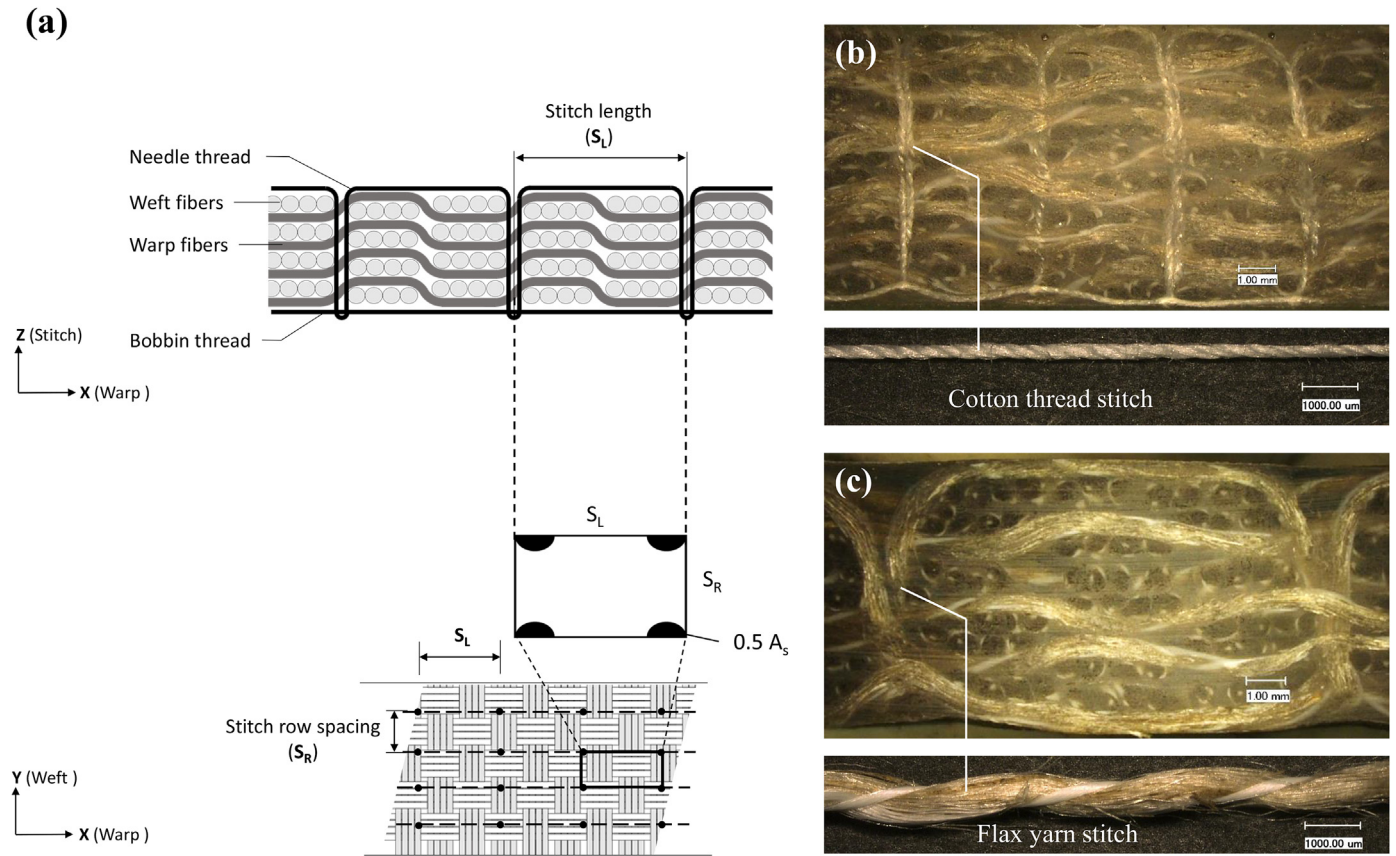 (a)
Stitch length
(SL)
Needle thread
Weft fibers
Warp fibers
Bobbin thread
Z (Stitch)
X (Warp )
SL
SR
0.5 As
SL
Stitch row spacing
(SR)
Y (Weft )
X (Warp )
(b)
1.00 mm
Cotton thread stitch
1000.00 um
(c)
1.00 mm
Flax yarn stitch
1000.00 um